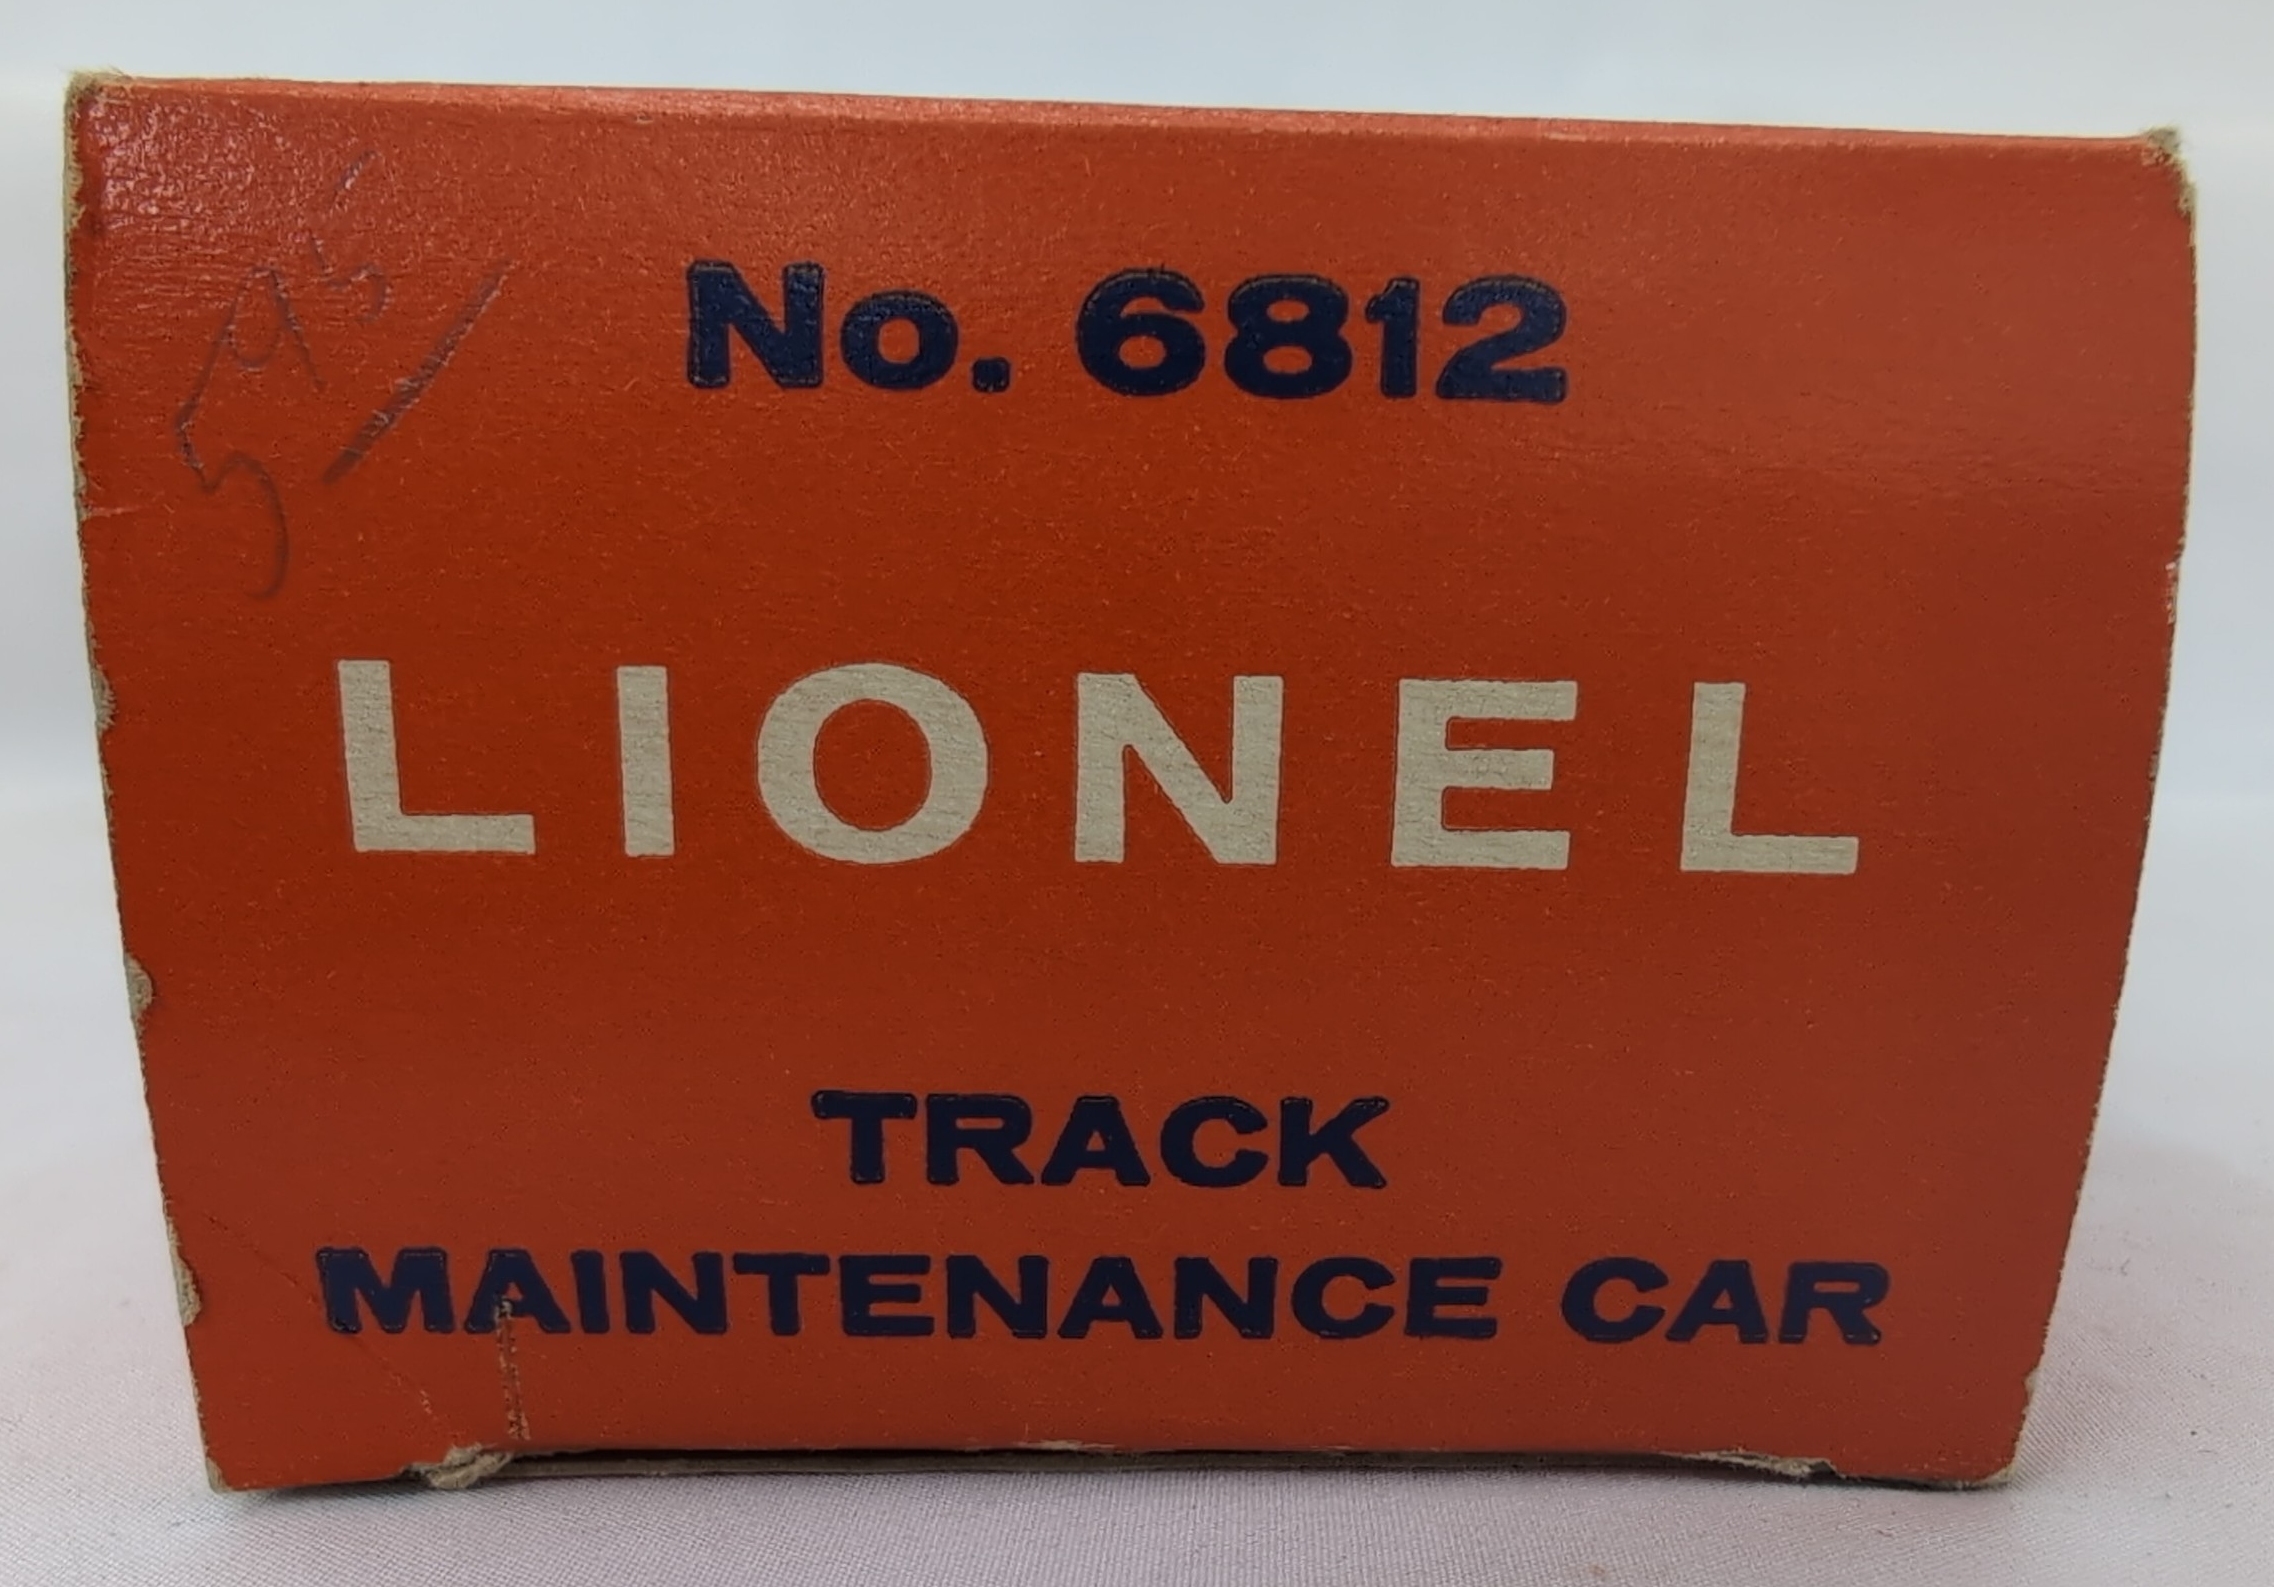 No. 6812
LIONEL
TRACK
MAINTENANCE CAR